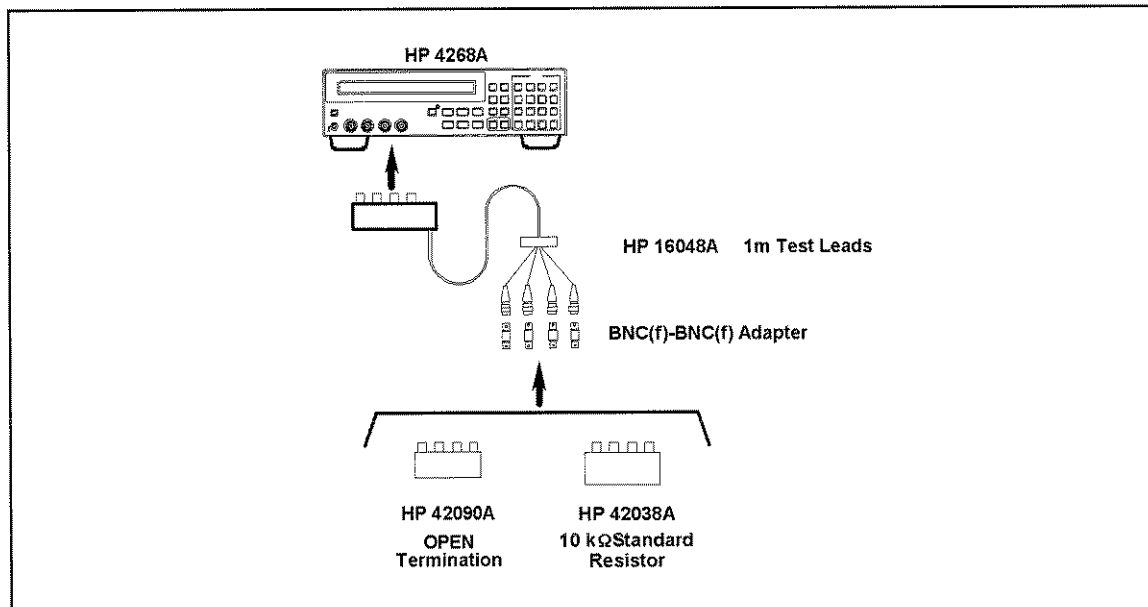 HP 4268A
HP 16048A 1m Test Leads
BNC(f)-BNC(f) Adapter
HP 42090A
OPEN
Termination
HP 42038A
10 kΩStandard
Resistor